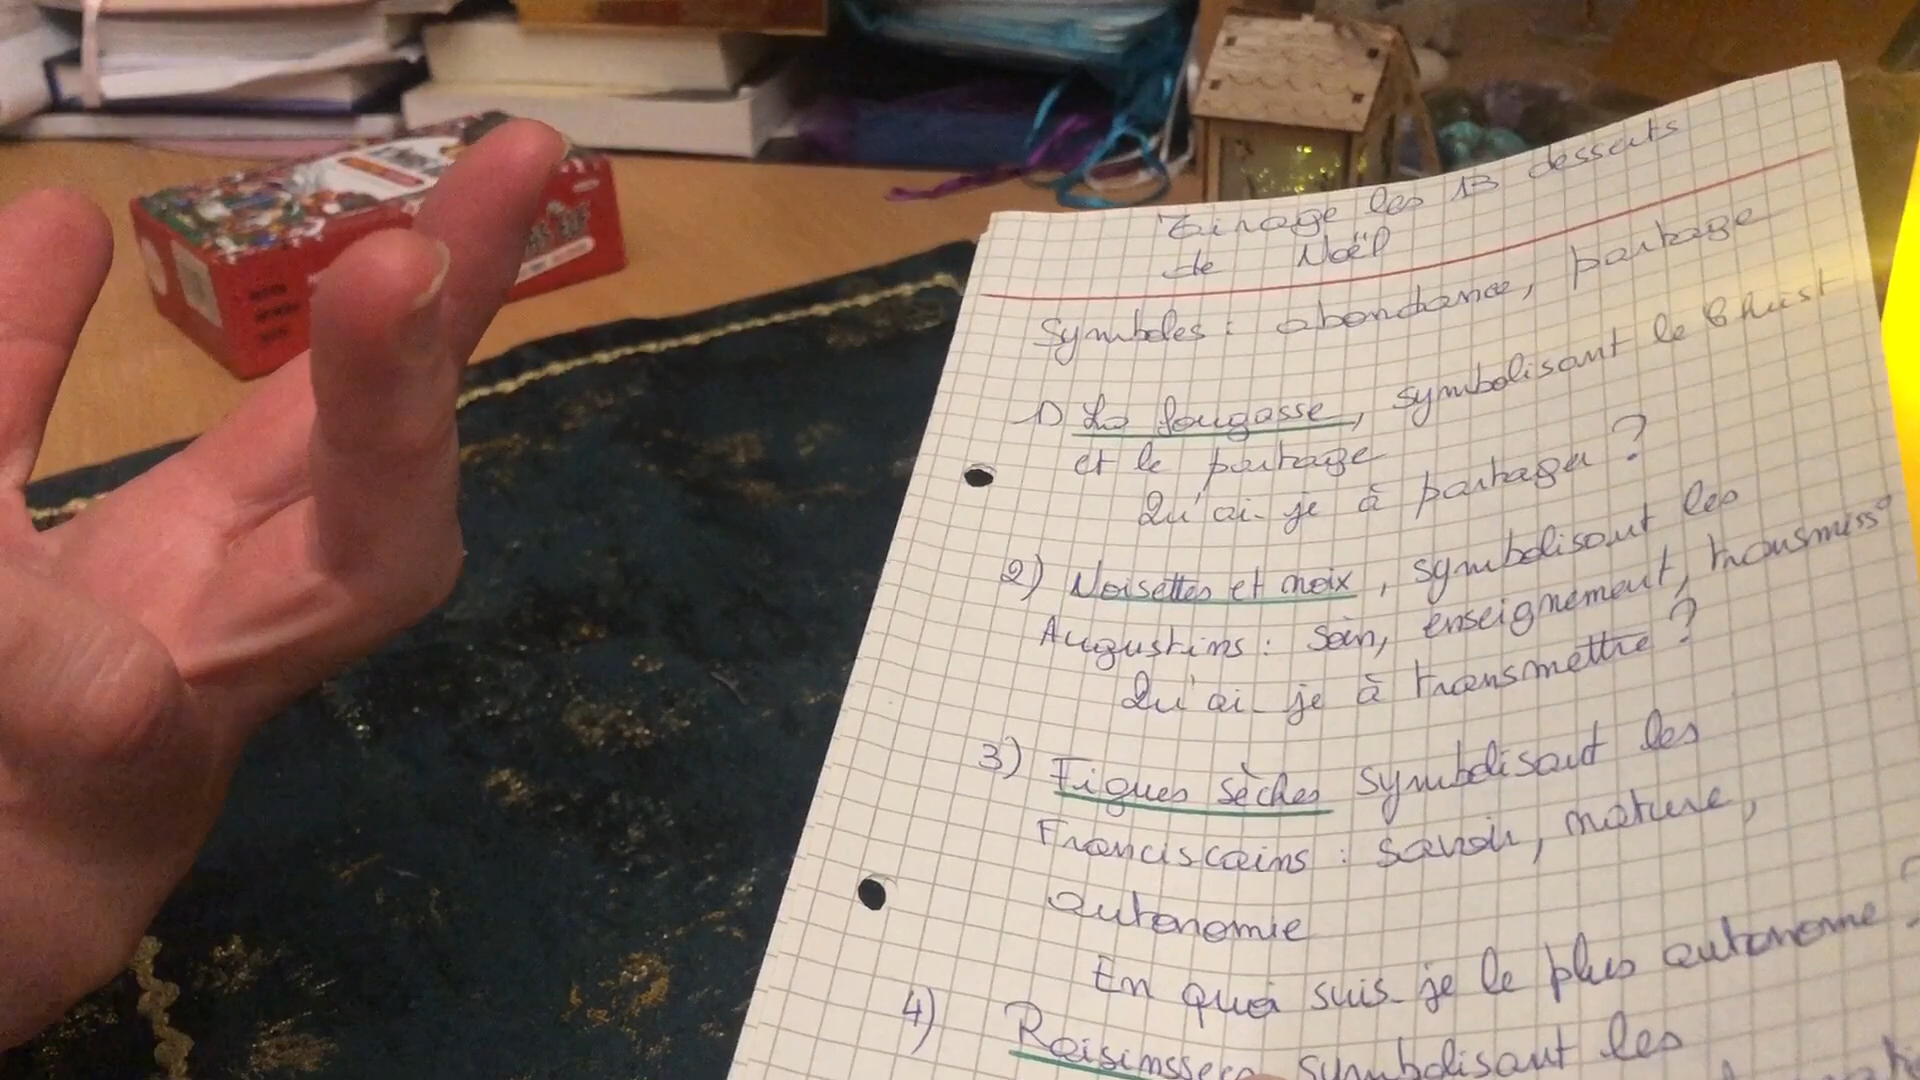 Tirage les 13 desserts
de Noël
Symboles : abondance, partage
1) La fougasse, symbolisant le Christ
et le partage
Qu'ai-je à partager ?
2) Noisettes et noix, symbolisant les
Augustins : soin, enseignement, transmiss°
Qu'ai-je à transmettre ?
3) Figues sèches symbolisant les
Franciscains : savoir, nature,
autonomie
En quoi suis-je le plus autonome ?
4) symbolisant les